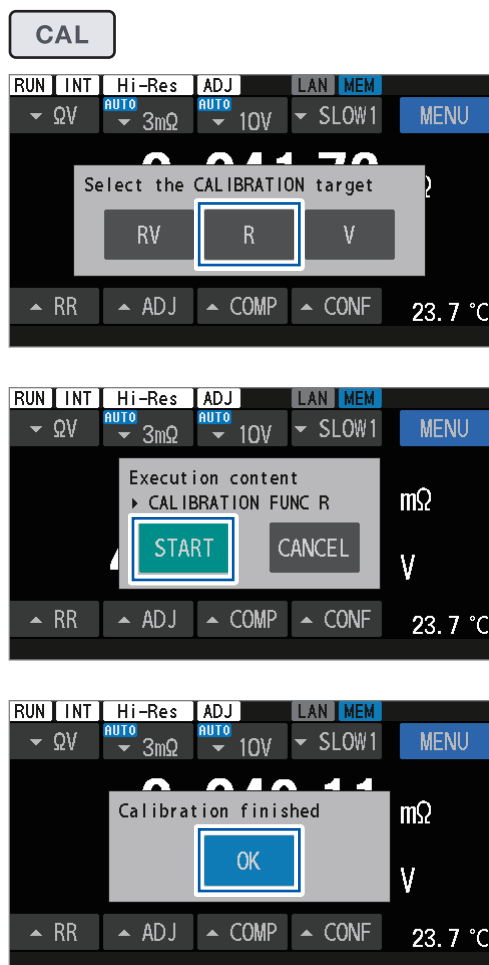 CAL
RUN INT Hi-Res ADJ LAN MEM
ΩV AUTO 3mΩ AUTO 10V SLOW1 MENU
Select the CALIBRATION target
RV R V
RR ADJ COMP CONF 23.7 °C
RUN INT Hi-Res ADJ LAN MEM
ΩV AUTO 3mΩ AUTO 10V SLOW1 MENU
Execution content
CALIBRATION FUNC R
mΩ
START CANCEL
V
RR ADJ COMP CONF 23.7 °C
RUN INT Hi-Res ADJ LAN MEM
ΩV AUTO 3mΩ AUTO 10V SLOW1 MENU
Calibration finished
mΩ
OK
V
RR ADJ COMP CONF 23.7 °C